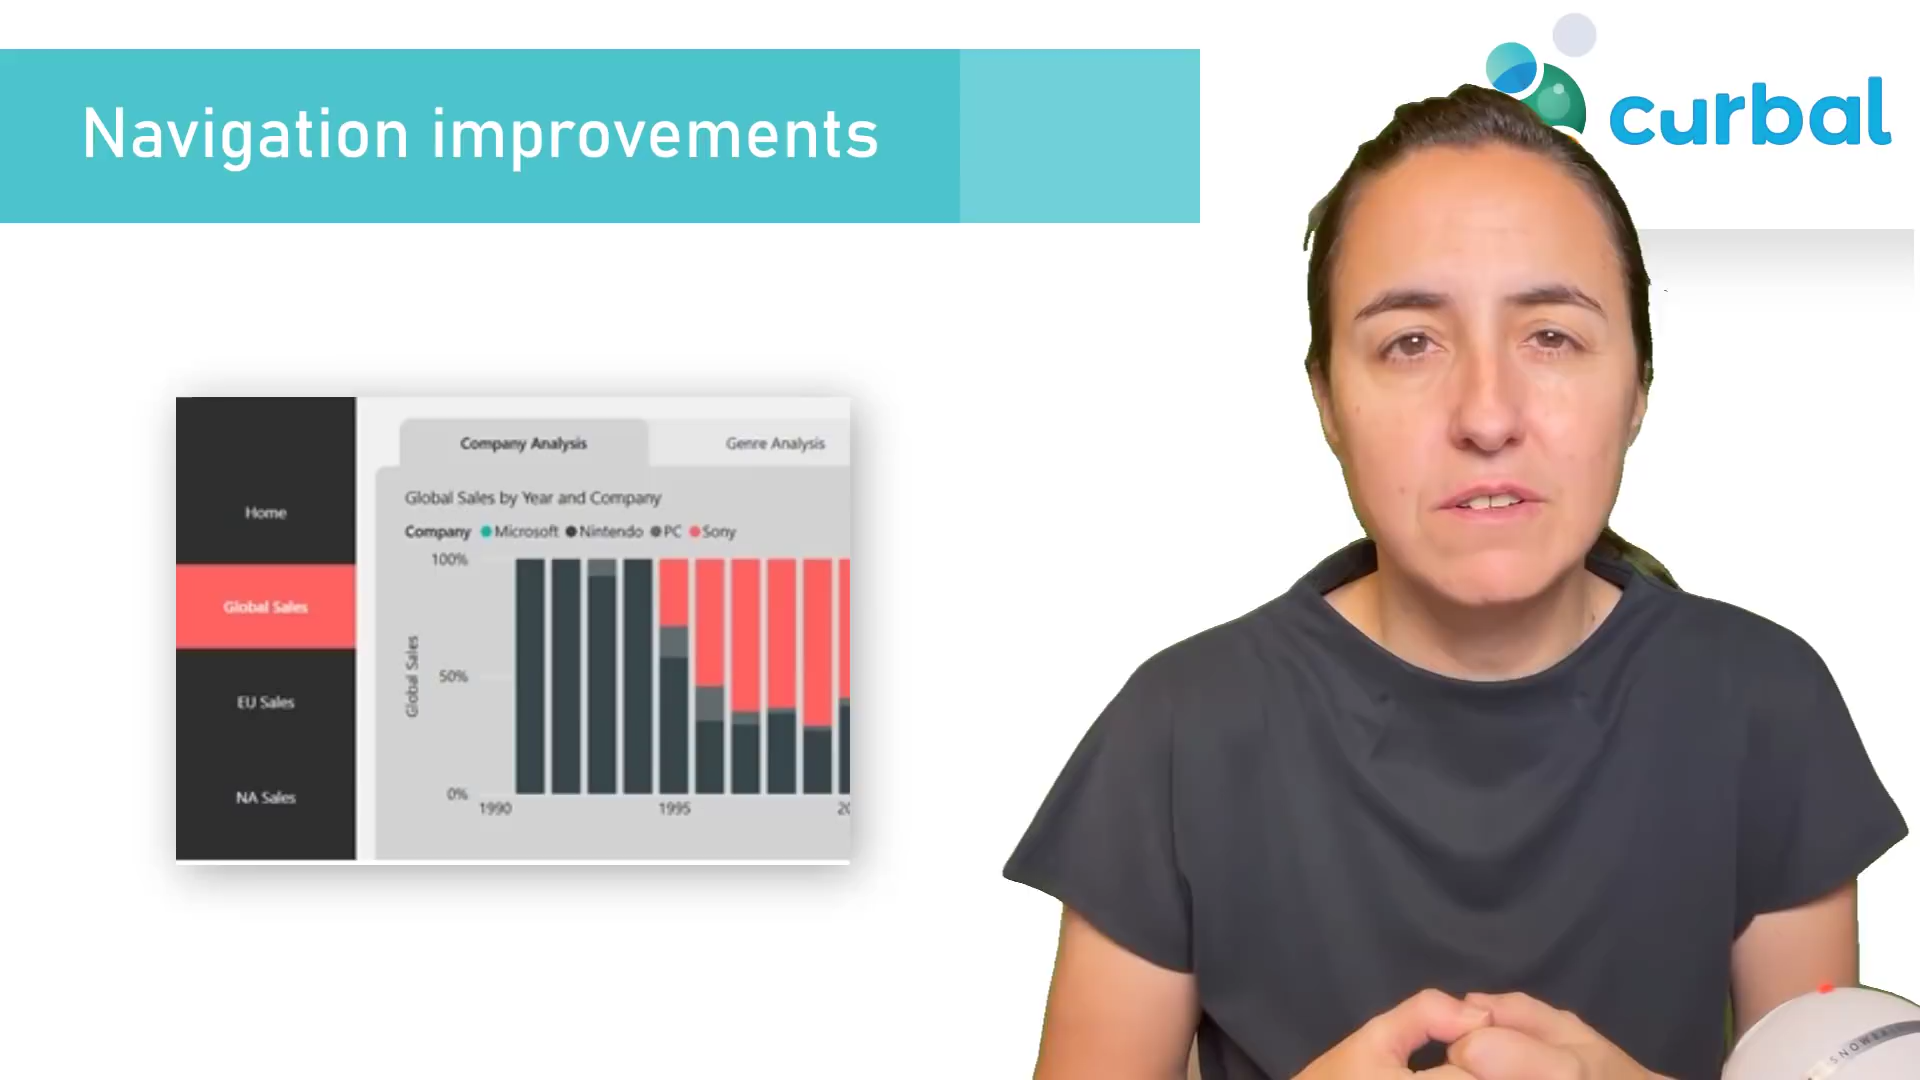 Navigation improvements
curbal
Company Analysis
Genre Analysis
Home
Global Sales
EU Sales
NA Sales
Global Sales by Year and Company
Company Microsoft Nintendo PC Sony
100%
50%
0%
Global Sales
1990
1995